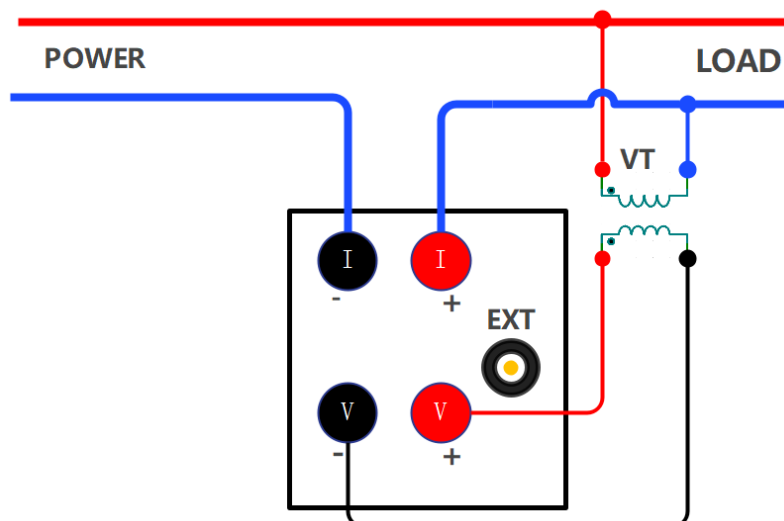 POWER
LOAD
VT
I I
- +
EXT
V V
- +